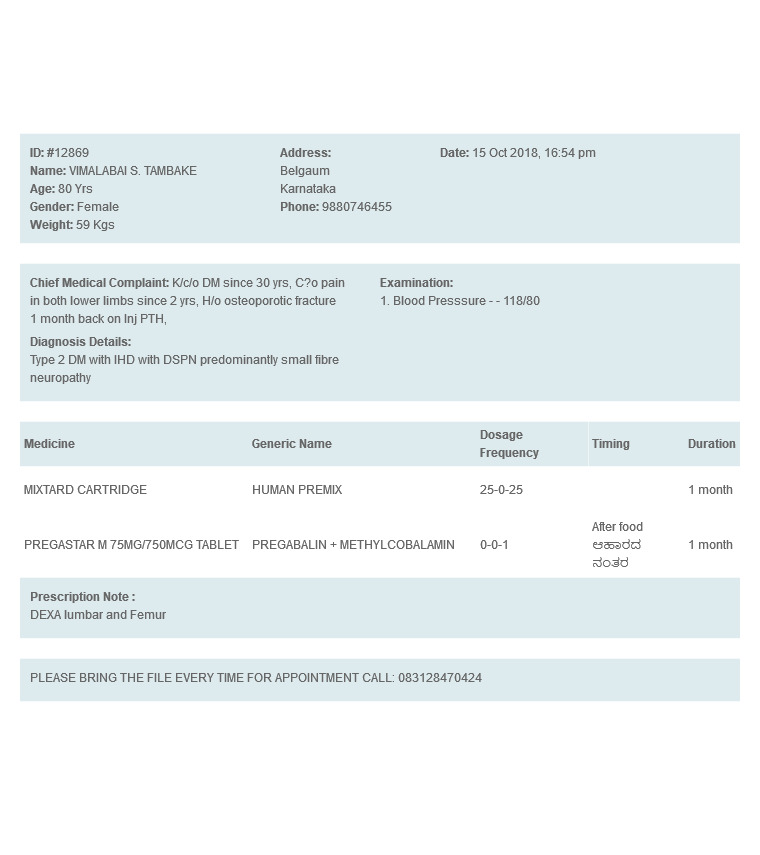 ID: #12869
Name: VIMALABAI S. TAMBAKE
Age: 80 Yrs
Gender: Female
Weight: 59 Kgs
Address:
Belgaum
Karnataka
Phone: 9880746455
Date: 15 Oct 2018, 16:54 pm
Chief Medical Complaint: K/c/o DM since 30 yrs, C?o pain
in both lower limbs since 2 yrs, H/o osteoporotic fracture
1 month back on Inj PTH,
Diagnosis Details:
Type 2 DM with IHD with DSPN predominantly small fibre
neuropathy
Examination:
1. Blood Presssure - - 118/80
Medicine Generic Name Dosage Frequency Timing Duration
MIXTARD CARTRIDGE HUMAN PREMIX 25-0-25 1 month
PREGASTAR M 75MG/750MCG TABLET PREGABALIN + METHYLCOBALAMIN 0-0-1 After food ಆಹಾರದ ನಂತರ 1 month
Prescription Note :
DEXA lumbar and Femur
PLEASE BRING THE FILE EVERY TIME FOR APPOINTMENT CALL: 083128470424